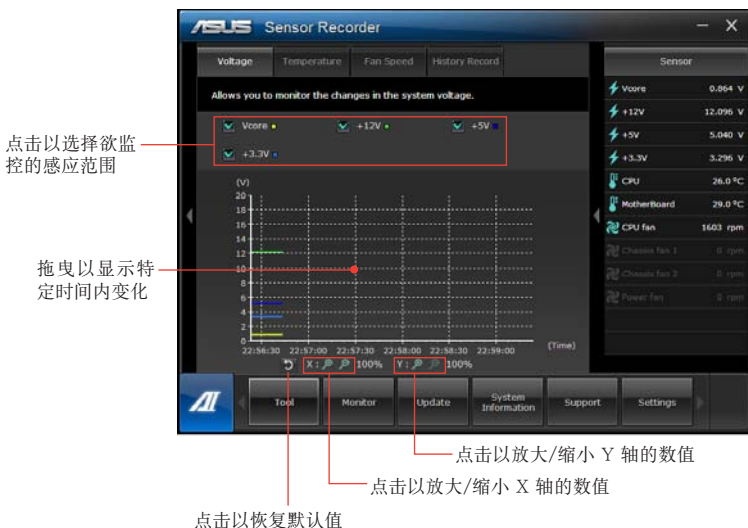 ASUS Sensor Recorder
Voltage Temperature Fan Speed History Record
Allows you to monitor the changes in the system voltage.
Vcore +12V +5V
+3.3V
点击以选择欲监
控的感应范围
(V)
20
18
16
14
12
10
8
6
4
2
0
22:56:30 22:57:00 22:57:30 22:58:00 22:58:30 22:59:00
(Time)
拖曳以显示特
定时间内变化
X : 100% Y : 100%
Sensor
Vcore 0.864 V
+12V 12.096 V
+5V 5.040 V
+3.3V 3.296 V
CPU 26.0 ºC
MotherBoard 29.0 ºC
CPU fan 1603 rpm
Chassis fan 1 0 rpm
Chassis fan 2 0 rpm
Power fan 0 rpm
Tool Monitor Update System Information Support Settings
点击以放大/缩小 Y 轴的数值
点击以放大/缩小 X 轴的数值
点击以恢复默认值